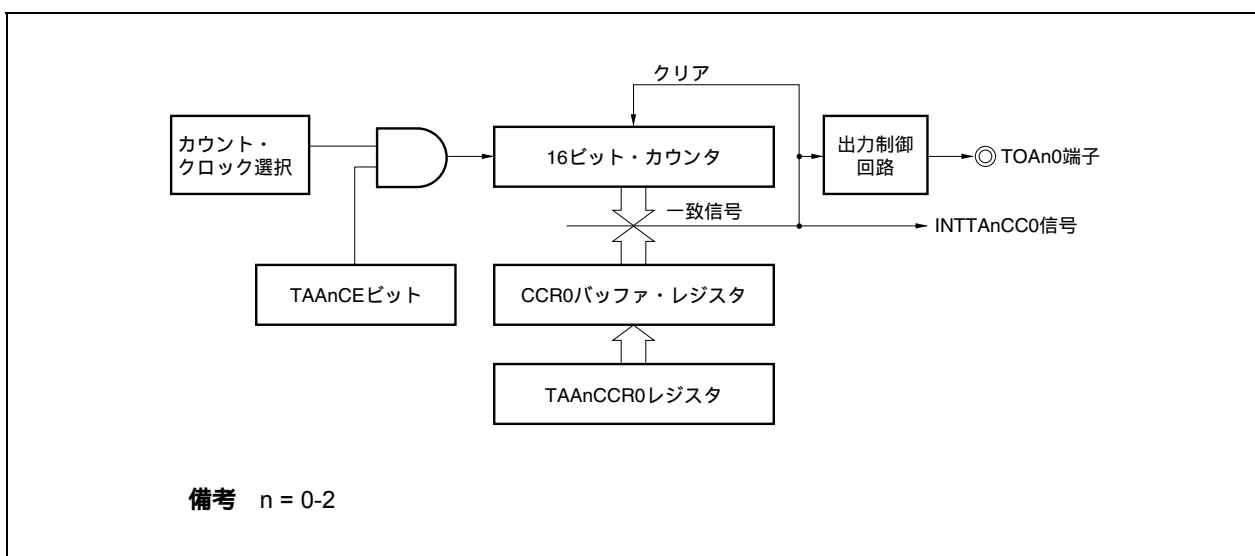 クリア
カウント・
クロック選択
16ビット・カウンタ
出力制御
回路
TOAn0端子
一致信号
INTTAnCC0信号
TAAnCEビット
CCR0バッファ・レジスタ
TAAnCCR0レジスタ
備考 n = 0-2